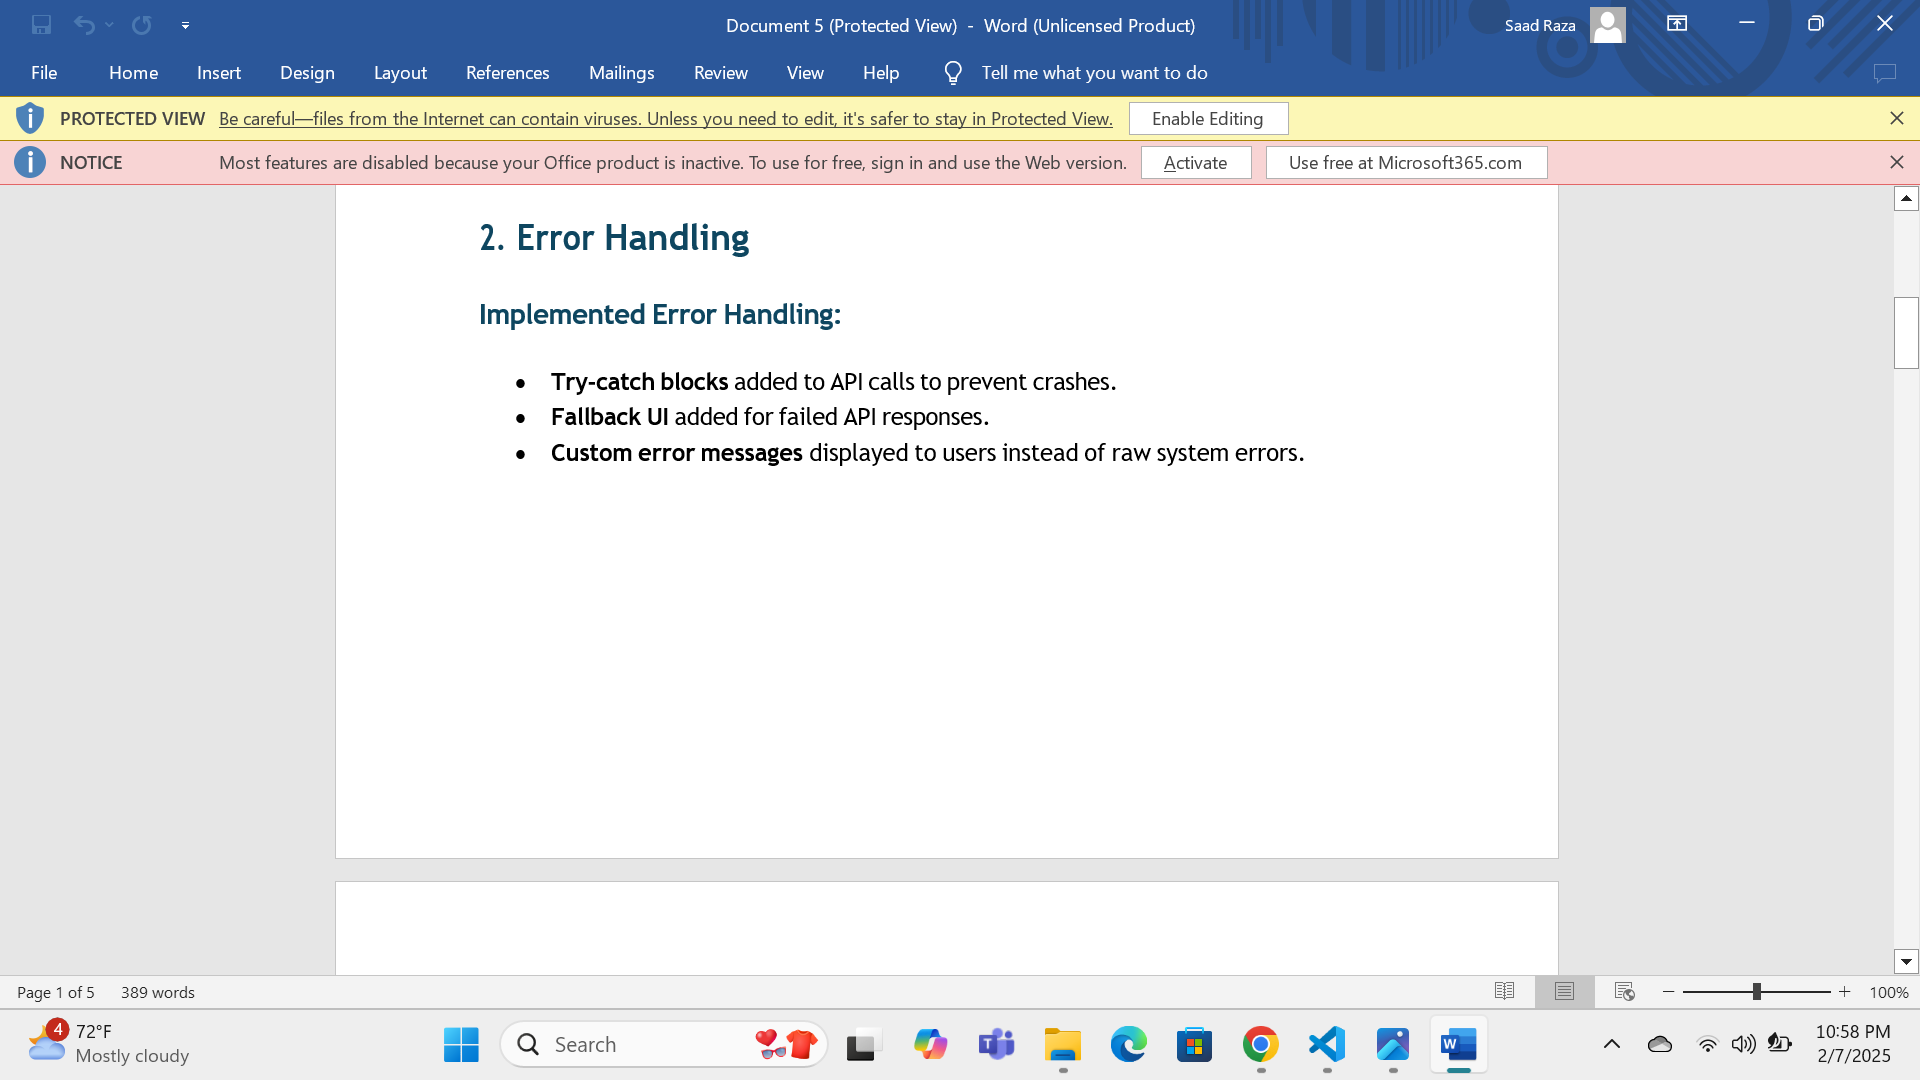 Document 5 (Protected View) - Word (Unlicensed Product)
Saad Raza
File Home Insert Design Layout References Mailings Review View Help Tell me what you want to do
PROTECTED VIEW Be careful—files from the Internet can contain viruses. Unless you need to edit, it's safer to stay in Protected View. Enable Editing
NOTICE Most features are disabled because your Office product is inactive. To use for free, sign in and use the Web version. Activate Use free at Microsoft365.com
2. Error Handling
Implemented Error Handling:
• Try-catch blocks added to API calls to prevent crashes.
• Fallback UI added for failed API responses.
• Custom error messages displayed to users instead of raw system errors.
Page 1 of 5 389 words 100%
4 72°F
Mostly cloudy
Search
10:58 PM
2/7/2025